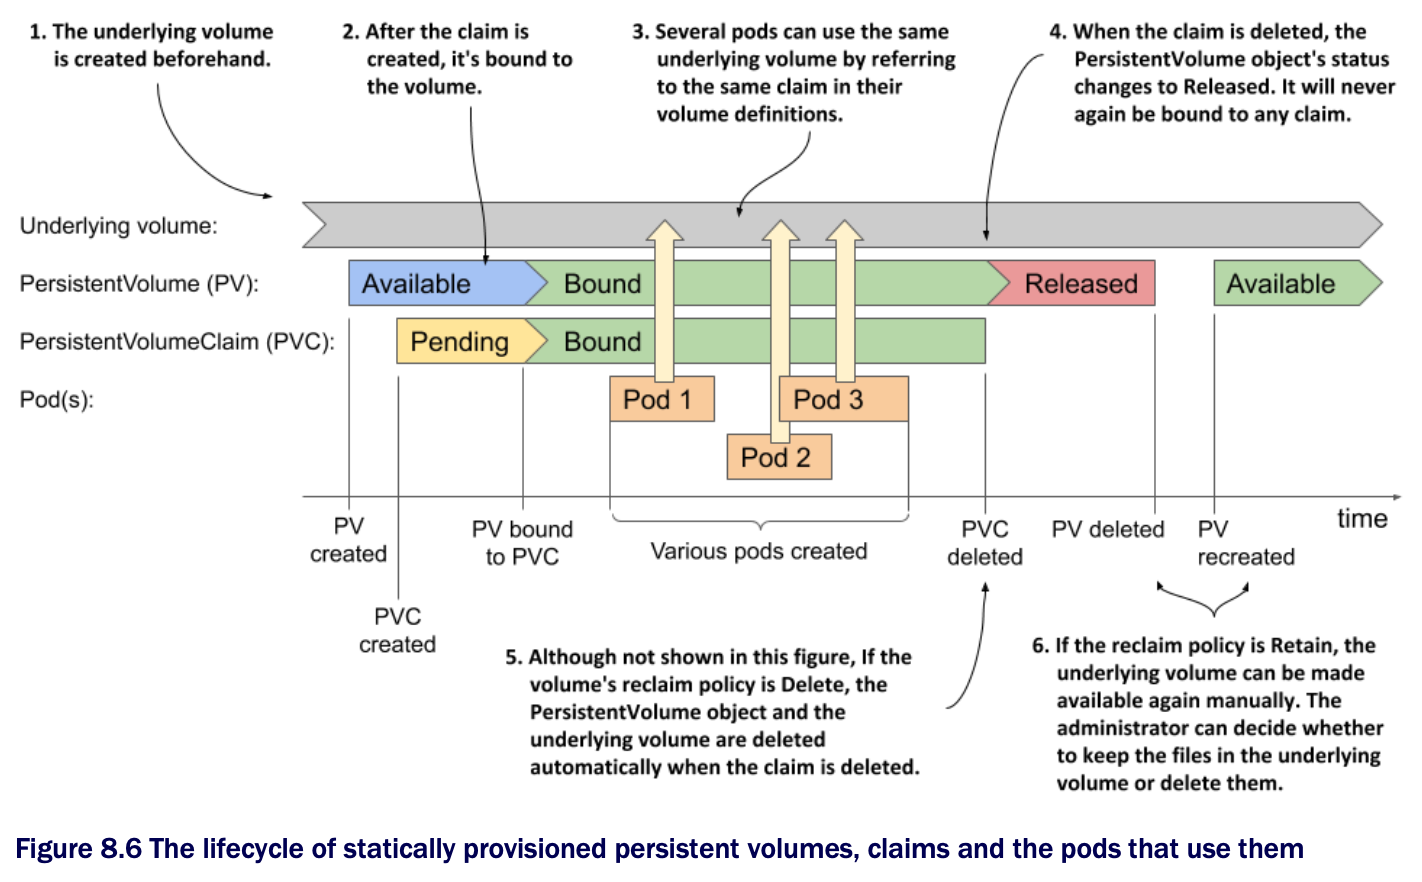 1. The underlying volume
is created beforehand.
2. After the claim is
created, it's bound to
the volume.
3. Several pods can use the same
underlying volume by referring
to the same claim in their
volume definitions.
4. When the claim is deleted, the
PersistentVolume object's status
changes to Released. It will never
again be bound to any claim.
Underlying volume:
PersistentVolume (PV):
Available
Bound
Released
Available
PersistentVolumeClaim (PVC):
Pending
Bound
Pod(s):
Pod 1
Pod 3
Pod 2
time
PV
created
PVC
created
PV bound
to PVC
Various pods created
PVC
deleted
PV deleted
PV
recreated
5. Although not shown in this figure, If the
volume's reclaim policy is Delete, the
PersistentVolume object and the
underlying volume are deleted
automatically when the claim is deleted.
6. If the reclaim policy is Retain, the
underlying volume can be made
available again manually. The
administrator can decide whether
to keep the files in the underlying
volume or delete them.
Figure 8.6 The lifecycle of statically provisioned persistent volumes, claims and the pods that use them